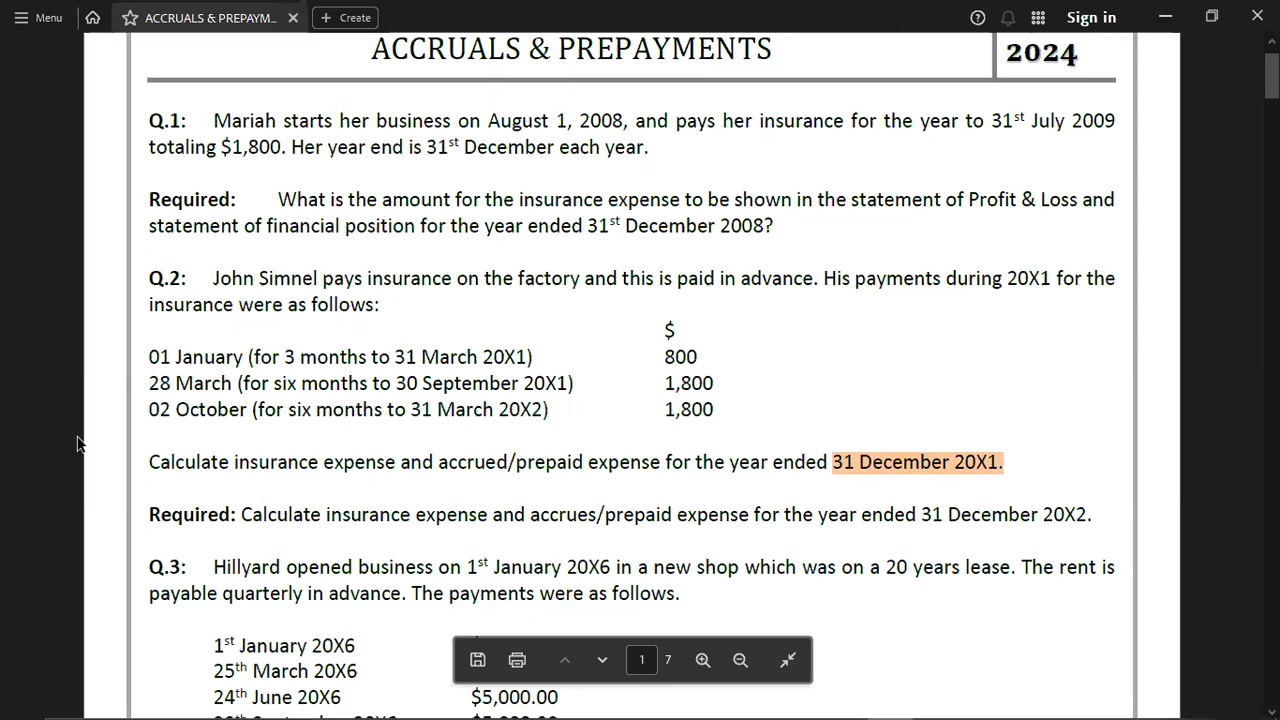 Menu
ACCRUALS & PREPAYM...
Create
Sign in
ACCRUALS & PREPAYMENTS
2024
Q.1: Mariah starts her business on August 1, 2008, and pays her insurance for the year to 31st July 2009
totaling $1,800. Her year end is 31st December each year.
Required: What is the amount for the insurance expense to be shown in the statement of Profit & Loss and
statement of financial position for the year ended 31st December 2008?
Q.2: John Simnel pays insurance on the factory and this is paid in advance. His payments during 20X1 for the
insurance were as follows:
$
01 January (for 3 months to 31 March 20X1) 800
28 March (for six months to 30 September 20X1) 1,800
02 October (for six months to 31 March 20X2) 1,800
Calculate insurance expense and accrued/prepaid expense for the year ended 31 December 20X1.
Required: Calculate insurance expense and accrues/prepaid expense for the year ended 31 December 20X2.
Q.3: Hillyard opened business on 1st January 20X6 in a new shop which was on a 20 years lease. The rent is
payable quarterly in advance. The payments were as follows.
1st January 20X6
25th March 20X6
24th June 20X6 $5,000.00
1 7